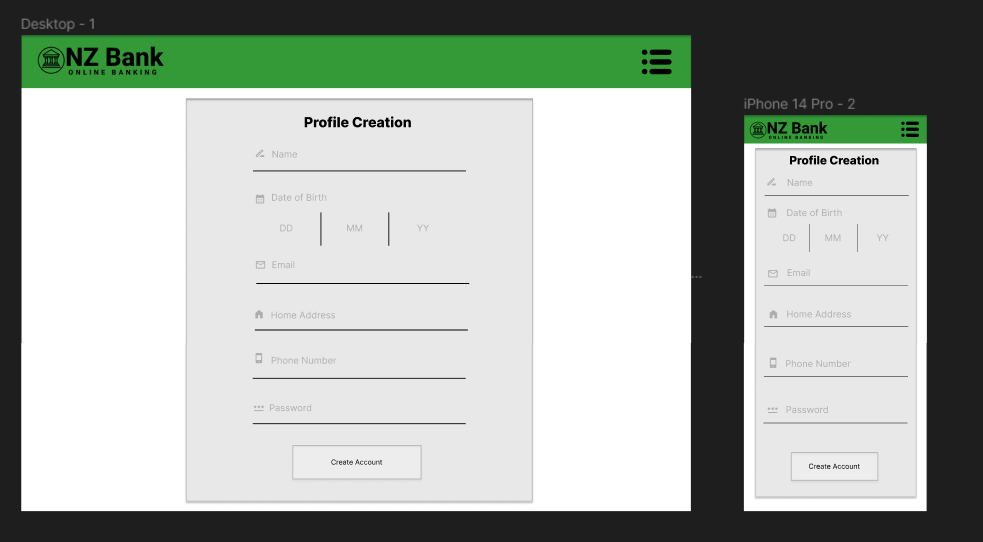 Desktop - 1
NZ Bank
ONLINE BANKING
Profile Creation
Name
Date of Birth
DD MM YY
Email
Home Address
Phone Number
Password
Create Account
...
iPhone 14 Pro - 2
NZ Bank
ONLINE BANKING
Profile Creation
Name
Date of Birth
DD MM YY
Email
Home Address
Phone Number
Password
Create Account